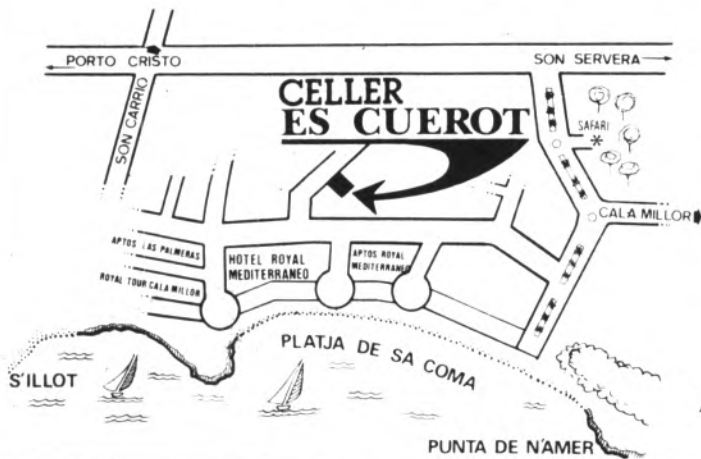 PORTO CRISTO
SON SERVERA
SON CARRIO
CELLER
ES CUEROT
SAFARI
CALA MILLOR
APTOS LAS PALMERAS
HOTEL ROYAL
MEDITERRANEO
APTOS ROYAL
MEDITERRANEO
ROYAL TOUR CALA MILLOR
PLATJA DE SA COMA
S'ILLOT
PUNTA DE N'AMER